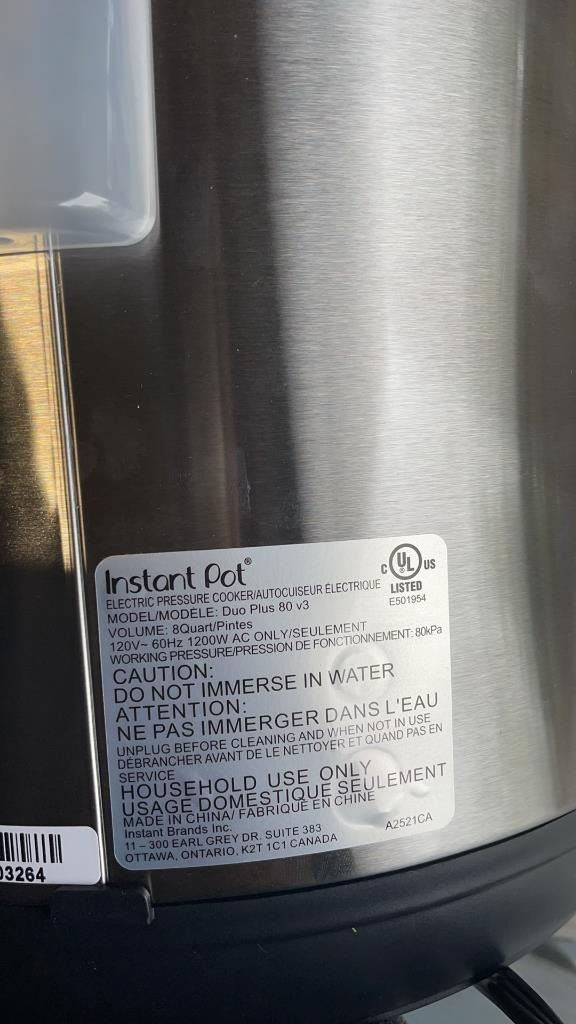 Instant Pot®
C UL US
LISTED
E501954
ELECTRIC PRESSURE COOKER/AUTOCUISEUR ÉLECTRIQUE
MODEL/MODÈLE: Duo Plus 80 v3
VOLUME: 8Quart/Pintes
120V~ 60Hz 1200W AC ONLY/SEULEMENT
WORKING PRESSURE/PRESSION DE FONCTIONNEMENT: 80kPa
CAUTION:
DO NOT IMMERSE IN WATER
ATTENTION:
NE PAS IMMERGER DANS L'EAU
UNPLUG BEFORE CLEANING AND WHEN NOT IN USE
DÉBRANCHER AVANT DE LE NETTOYER ET QUAND PAS EN
SERVICE
HOUSEHOLD USE ONLY
USAGE DOMESTIQUE SEULEMENT
MADE IN CHINA/ FABRIQUÉ EN CHINE
Instant Brands Inc.
11 – 300 EARL GREY DR. SUITE 383
OTTAWA, ONTARIO, K2T 1C1 CANADA
A2521CA
03264